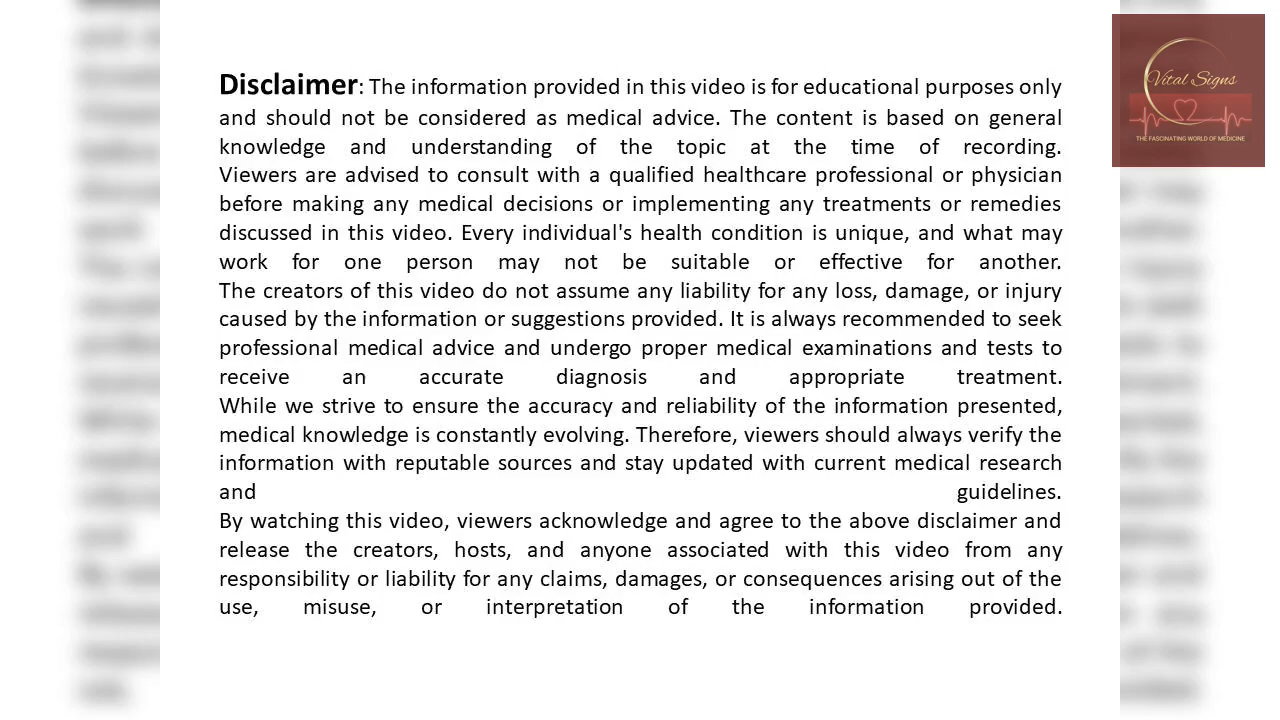 Disclaimer: The information provided in this video is for educational purposes only
and should not be considered as medical advice. The content is based on general
knowledge and understanding of the topic at the time of recording.
Viewers are advised to consult with a qualified healthcare professional or physician
before making any medical decisions or implementing any treatments or remedies
discussed in this video. Every individual's health condition is unique, and what may
work for one person may not be suitable or effective for another.
The creators of this video do not assume any liability for any loss, damage, or injury
caused by the information or suggestions provided. It is always recommended to seek
professional medical advice and undergo proper medical examinations and tests to
receive an accurate diagnosis and appropriate treatment.
While we strive to ensure the accuracy and reliability of the information presented,
medical knowledge is constantly evolving. Therefore, viewers should always verify the
information with reputable sources and stay updated with current medical research
and guidelines.
By watching this video, viewers acknowledge and agree to the above disclaimer and
release the creators, hosts, and anyone associated with this video from any
responsibility or liability for any claims, damages, or consequences arising out of the
use, misuse, or interpretation of the information provided.
Vital Signs
THE FASCINATING WORLD OF MEDICINE